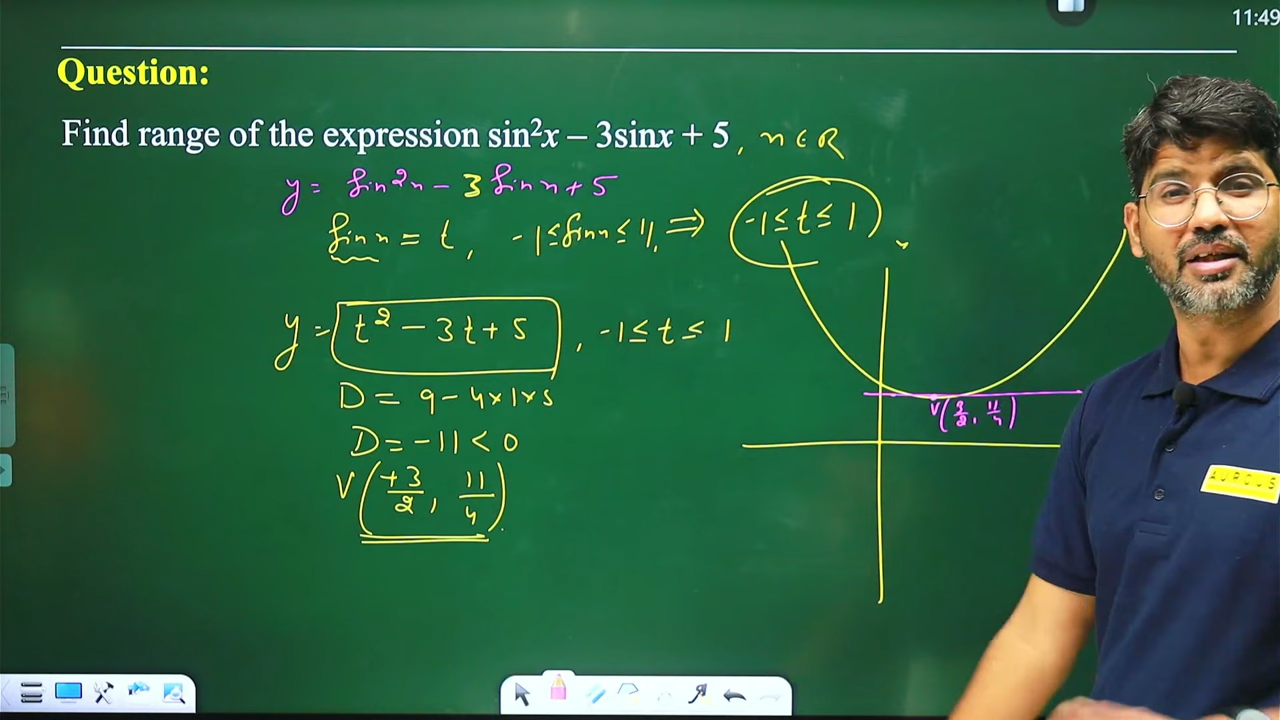 11:49
Question:
Find range of the expression sin²x – 3sinx + 5, x ∈ R
y = sin²x - 3 sinx + 5
sinx = t, -1 ≤ sinx ≤ 1, ⇒ -1 ≤ t ≤ 1
y = t² - 3t + 5, -1 ≤ t ≤ 1
D = 9 - 4×1×5
D = -11 < 0
V(+3/2, 11/4)
V(3/2, 11/4)
AUROUS